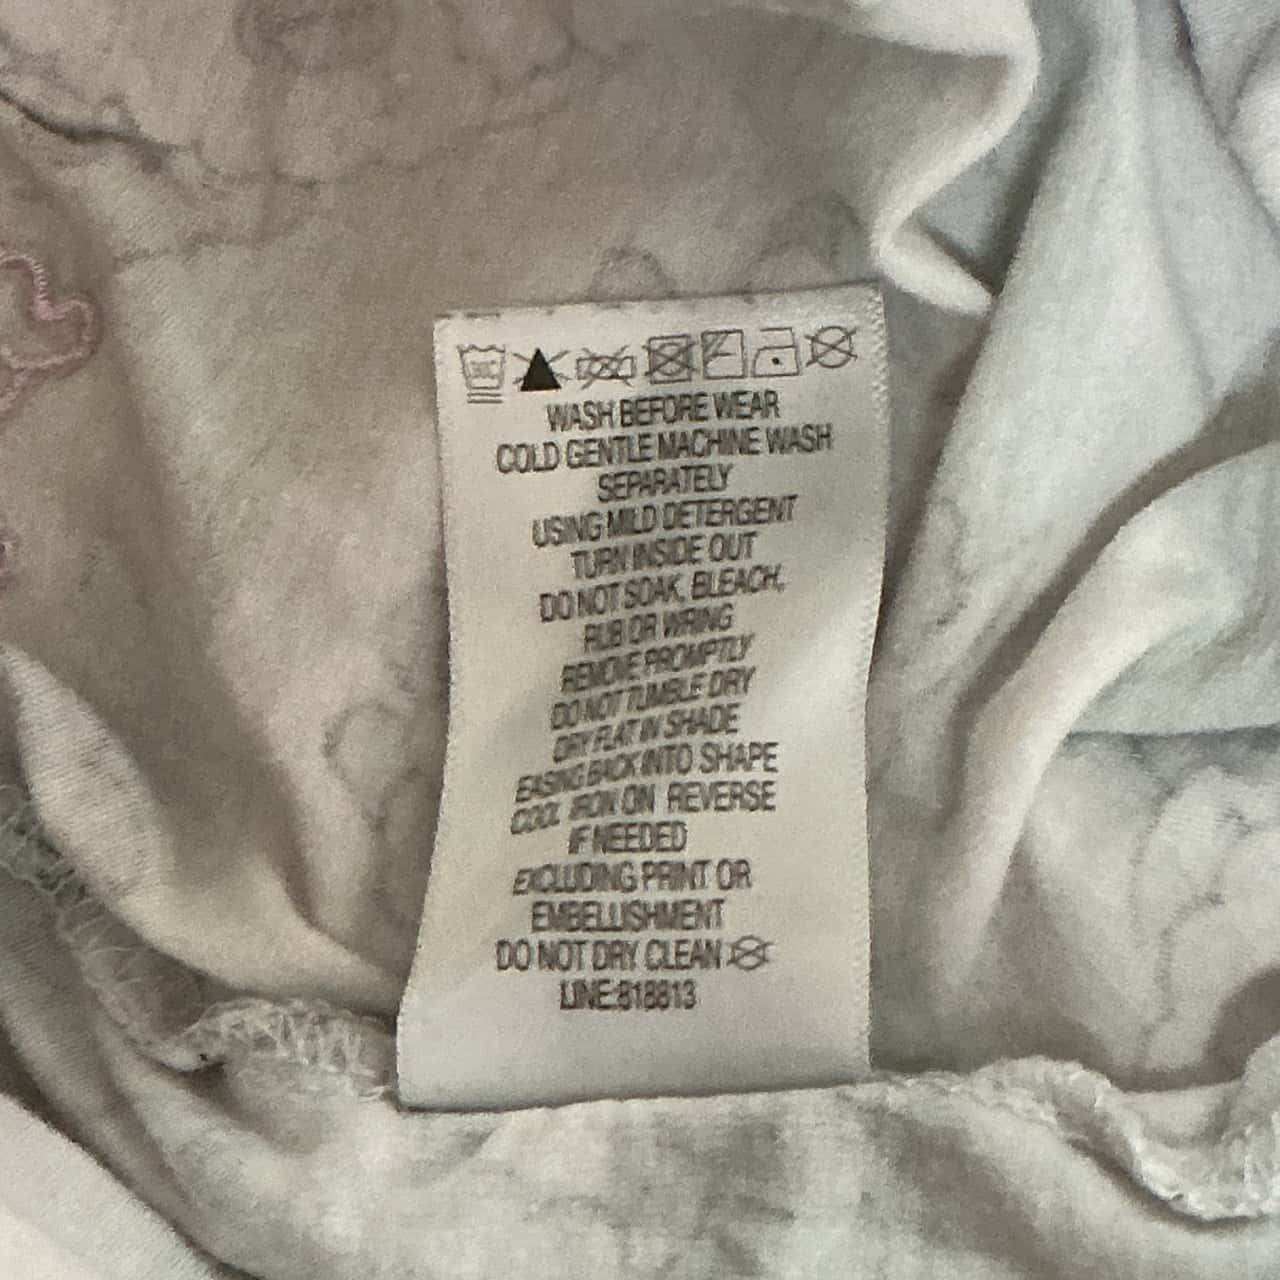 WASH BEFORE WEAR
COLD GENTLE MACHINE WASH
SEPARATELY
USING MILD DETERGENT
TURN INSIDE OUT
DO NOT SOAK, BLEACH,
RUB OR WRING
REMOVE PROMPTLY
DO NOT TUMBLE DRY
DRY FLAT IN SHADE
EASING BACK INTO SHAPE
COOL IRON ON REVERSE
IF NEEDED
EXCLUDING PRINT OR
EMBELLISHMENT
DO NOT DRY CLEAN
LINE:818813